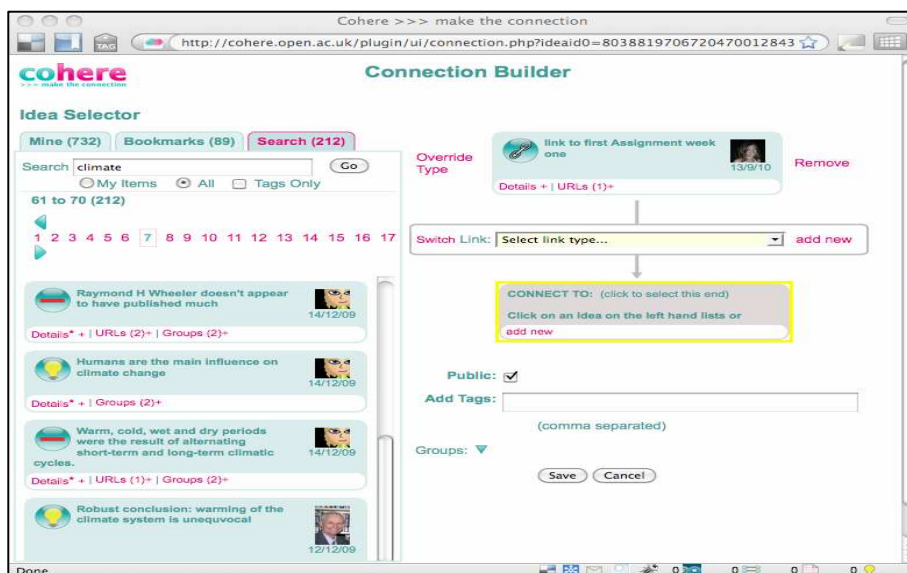 Cohere >>> make the connection
TAG
http://cohere.open.ac.uk/plugin/ui/connection.php?ideaid0=8038819706720470012843
cohere
>>> make the connection
Connection Builder
Idea Selector
Mine (732) Bookmarks (89) Search (212)
Search climate Go
My Items All Tags Only
61 to 70 (212)
1 2 3 4 5 6 7 8 9 10 11 12 13 14 15 16 17
Raymond H Wheeler doesn't appear
to have published much
14/12/09
Details* + | URLs (2)+ | Groups (2)+
Humans are the main influence on
climate change
14/12/09
Details* + | Groups (2)+
Warm, cold, wet and dry periods
were the result of alternating
short-term and long-term climatic
cycles.
14/12/09
Details* + | URLs (1)+ | Groups (2)+
Robust conclusion: warming of the
climate system is unequvocal
12/12/09
Override
Type
link to first Assignment week
one
13/9/10
Details + | URLs (1)+
Remove
Switch Link: Select link type... add new
CONNECT TO: (click to select this end)
Click on an Idea on the left hand lists or
add new
Public:
Add Tags:
(comma separated)
Groups:
Save Cancel
Done 0 0 0 0